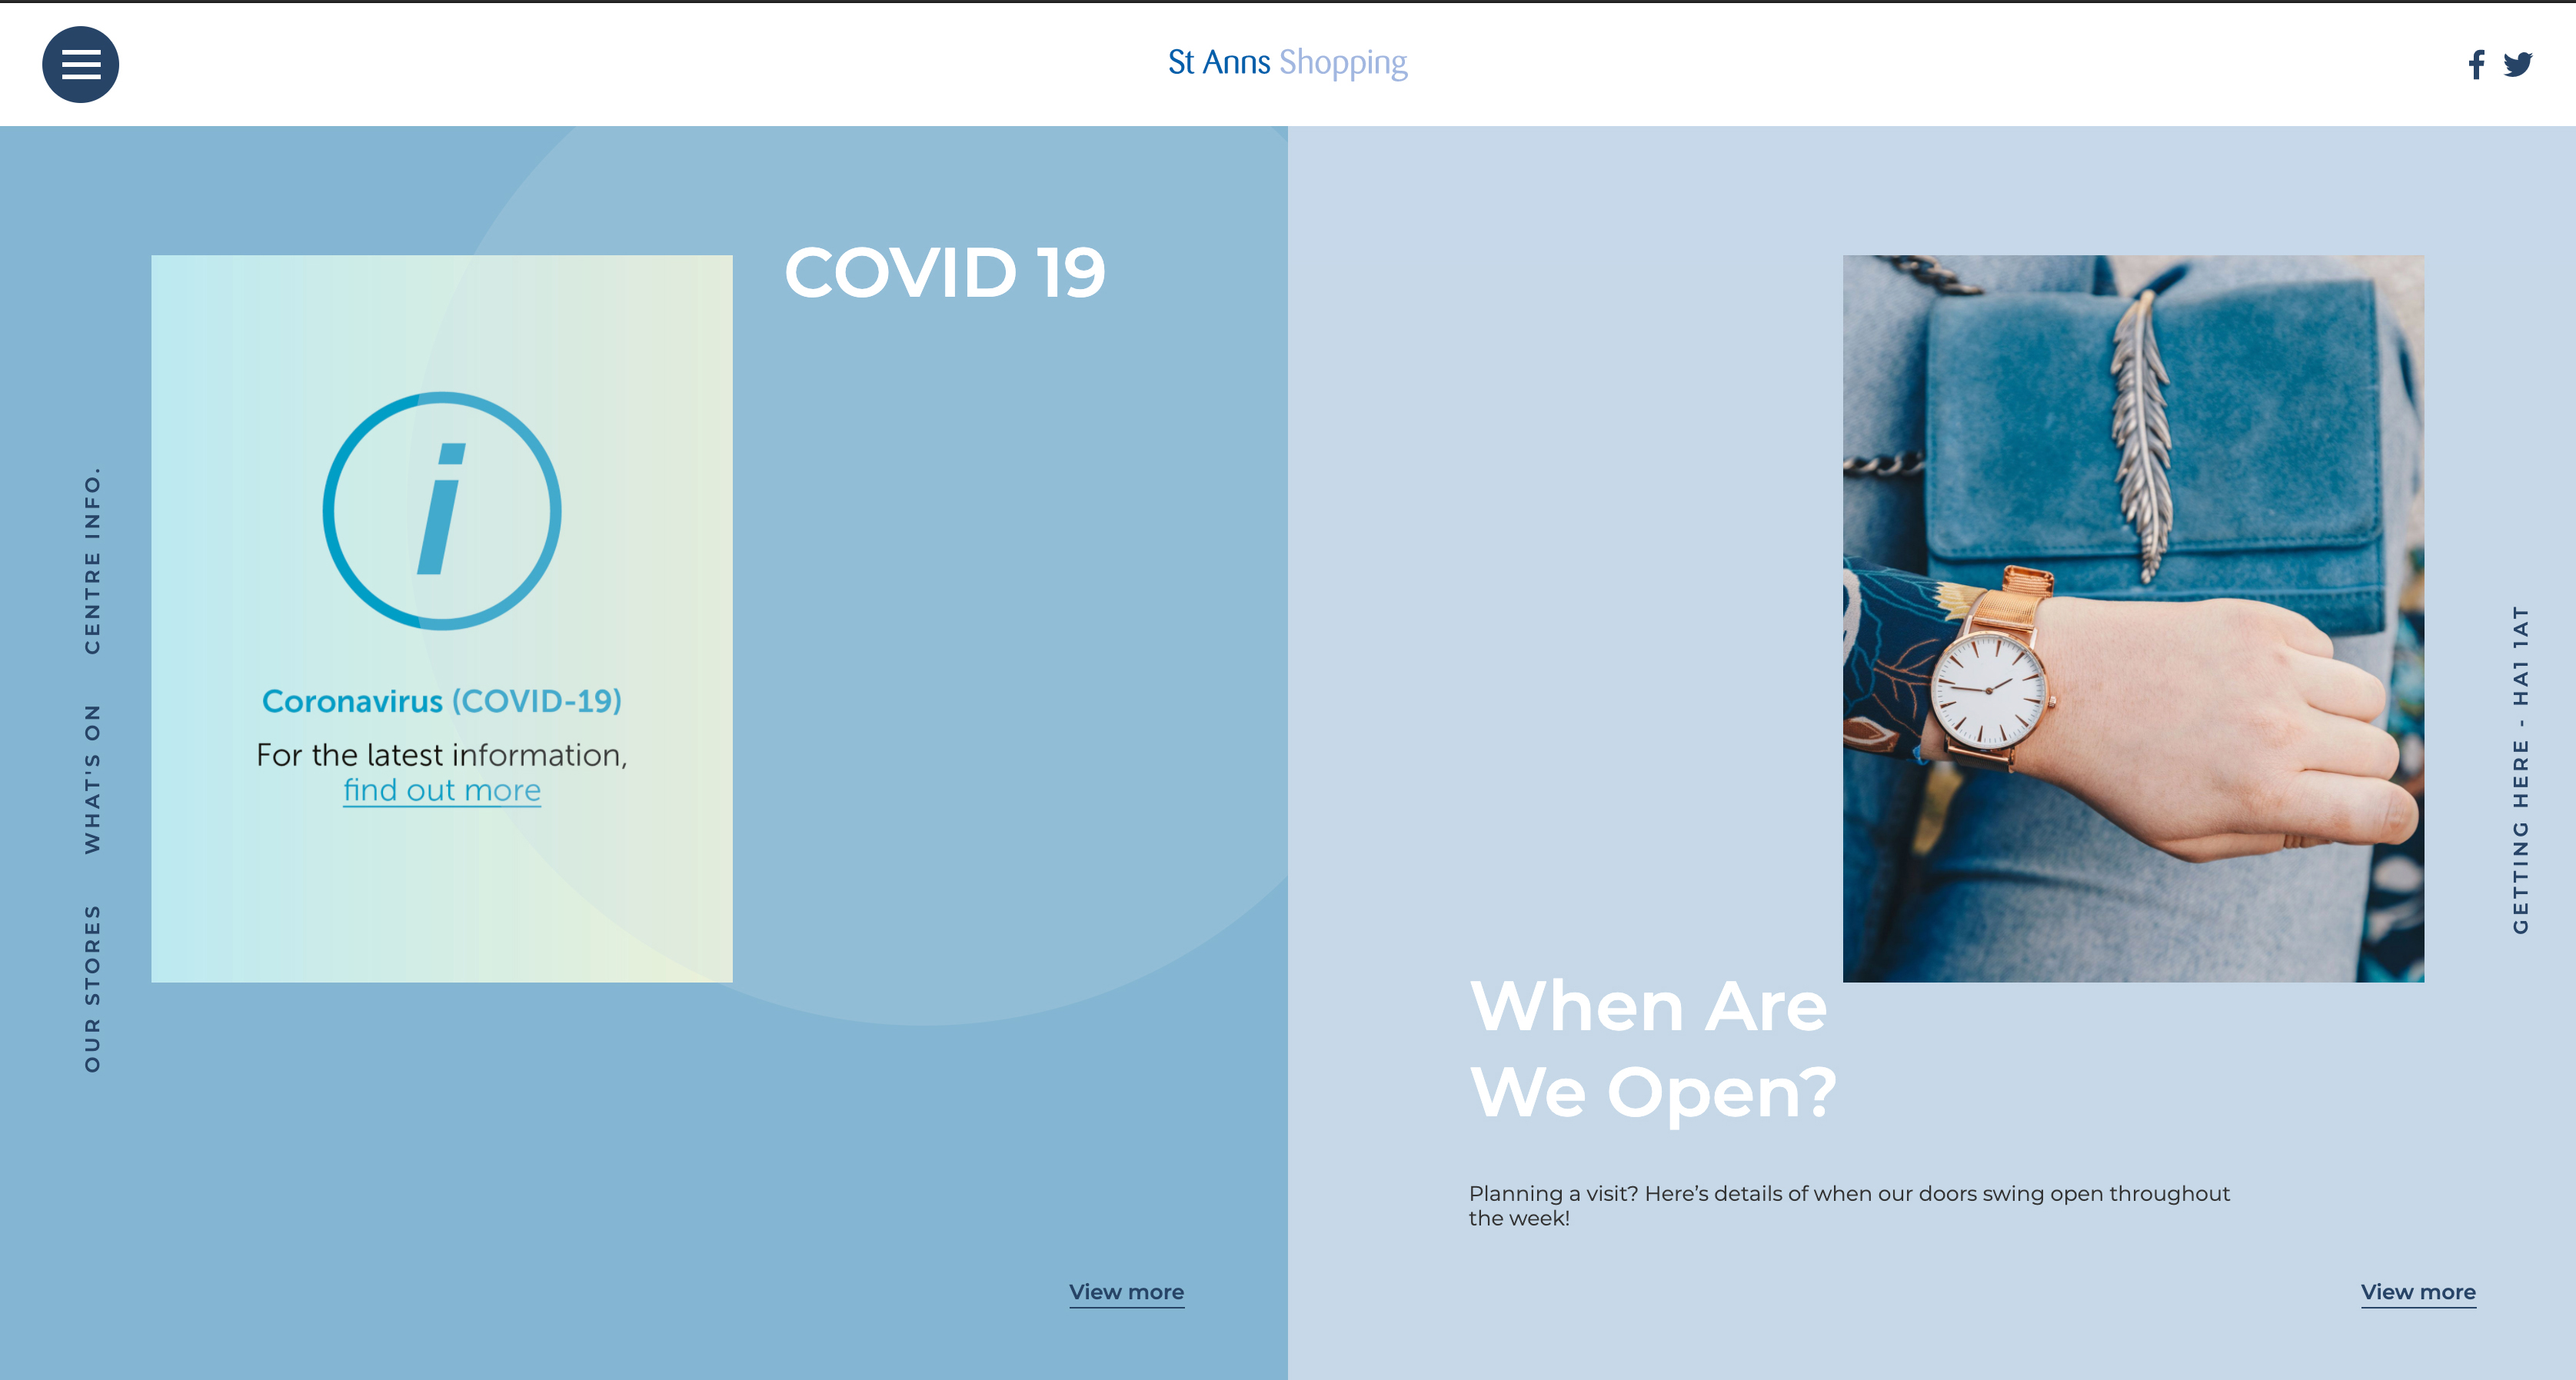 St Anns Shopping
COVID 19
i
Coronavirus (COVID-19)
For the latest information,
find out more
CENTRE INFO.
WHAT'S ON
OUR STORES
View more
When Are
We Open?
Planning a visit? Here’s details of when our doors swing open throughout
the week!
View more
GETTING HERE - HA1 1AT